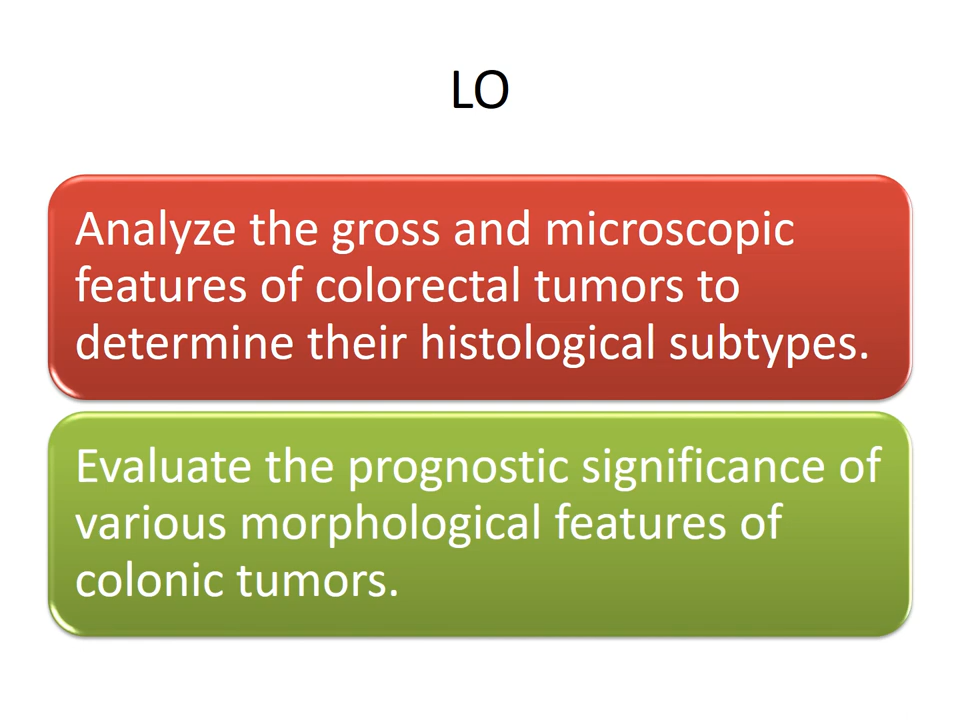 LO
Analyze the gross and microscopic
features of colorectal tumors to
determine their histological subtypes.
Evaluate the prognostic significance of
various morphological features of
colonic tumors.